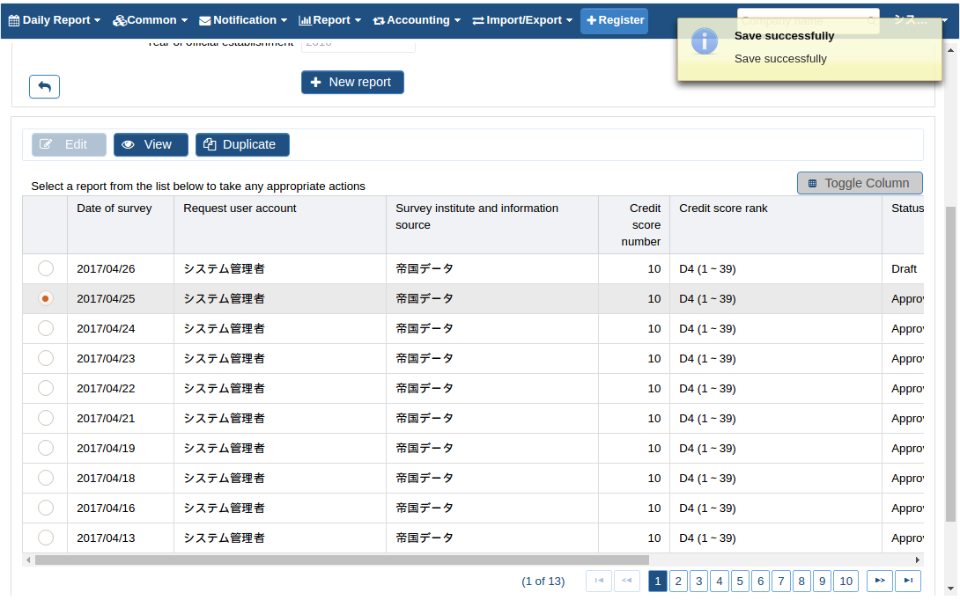 Daily Report Common Notification Report Accounting Import/Export Register Company name シス...
Save successfully
Save successfully
Year of official establishment 2016
New report
Edit View Duplicate
Select a report from the list below to take any appropriate actions
Toggle Column
Date of survey Request user account Survey institute and information source Credit score number Credit score rank Status
2017/04/26 システム管理者 帝国データ 10 D4 (1 ~ 39) Draft
2017/04/25 システム管理者 帝国データ 10 D4 (1 ~ 39) Approv
2017/04/24 システム管理者 帝国データ 10 D4 (1 ~ 39) Approv
2017/04/23 システム管理者 帝国データ 10 D4 (1 ~ 39) Approv
2017/04/22 システム管理者 帝国データ 10 D4 (1 ~ 39) Approv
2017/04/21 システム管理者 帝国データ 10 D4 (1 ~ 39) Approv
2017/04/19 システム管理者 帝国データ 10 D4 (1 ~ 39) Approv
2017/04/18 システム管理者 帝国データ 10 D4 (1 ~ 39) Approv
2017/04/16 システム管理者 帝国データ 10 D4 (1 ~ 39) Approv
2017/04/13 システム管理者 帝国データ 10 D4 (1 ~ 39) Approv
(1 of 13) 1 2 3 4 5 6 7 8 9 10